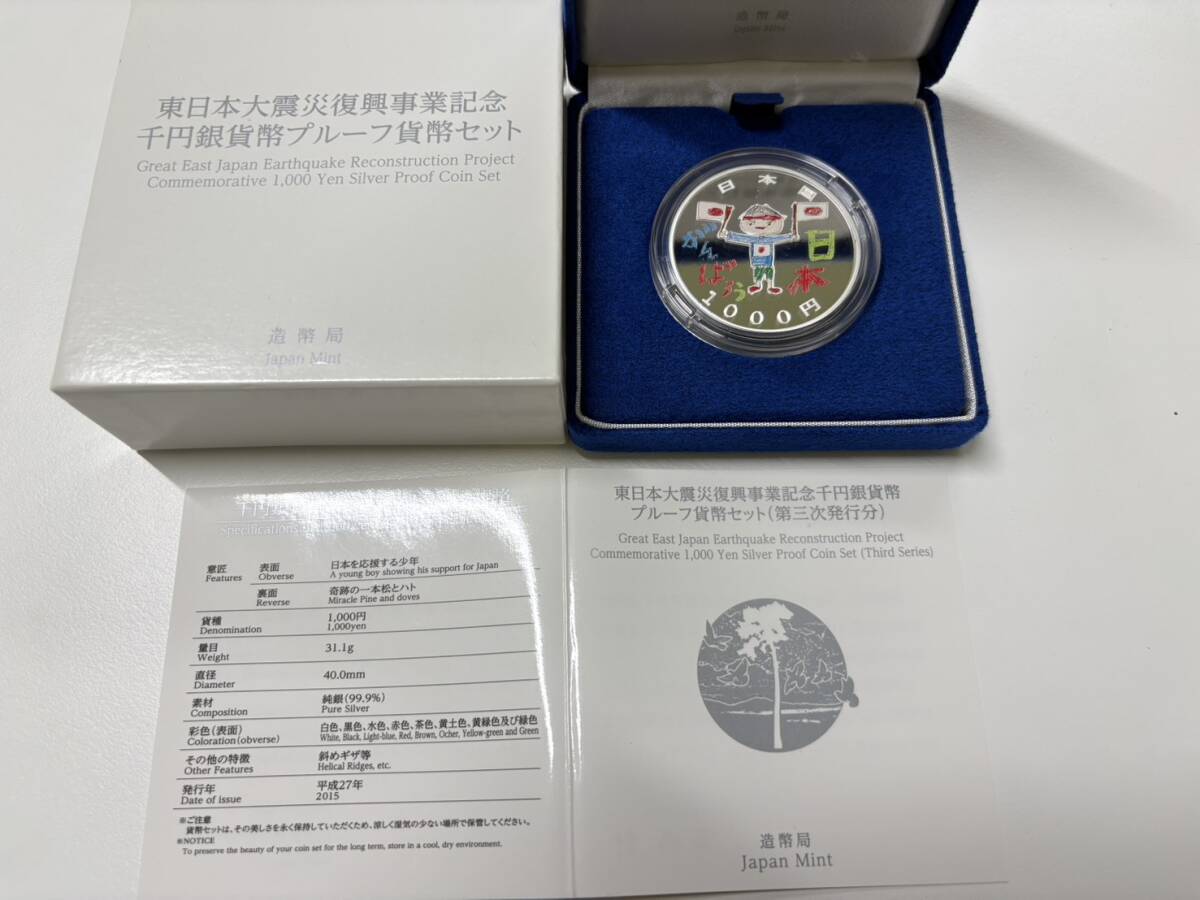 東日本大震災復興事業記念
千円銀貨幣プルーフ貨幣セット
Great East Japan Earthquake Reconstruction Project
Commemorative 1,000 Yen Silver Proof Coin Set
造幣局
Japan Mint
造幣局
Japan Mint
日本国
がんばろう
日本
1000円
Specifications
意匠
Features
表面
Obverse
日本を応援する少年
A young boy showing his support for Japan
裏面
Reverse
奇跡の一本松とハト
Miracle Pine and doves
貨種
Denomination
1,000円
1,000yen
量目
Weight
31.1g
直径
Diameter
40.0mm
素材
Composition
純銀(99.9%)
Pure Silver
彩色(表面)
Coloration(obverse)
白色、黒色、水色、赤色、茶色、黄土色、黄緑色及び緑色
White, Black, Light-blue, Red, Brown, Ocher, Yellow-green and Green
その他の特徴
Other Features
斜めギザ等
Helical Ridges, etc.
発行年
Date of issue
平成27年
2015
※ご注意
貨幣セットは、その美しさを永く保持していただくため、涼しく湿気の少ない場所で保管してください。
※NOTICE
To preserve the beauty of your coin set for the long term, store in a cool, dry environment.
東日本大震災復興事業記念千円銀貨幣
プルーフ貨幣セット(第三次発行分)
Great East Japan Earthquake Reconstruction Project
Commemorative 1,000 Yen Silver Proof Coin Set (Third Series)
造幣局
Japan Mint